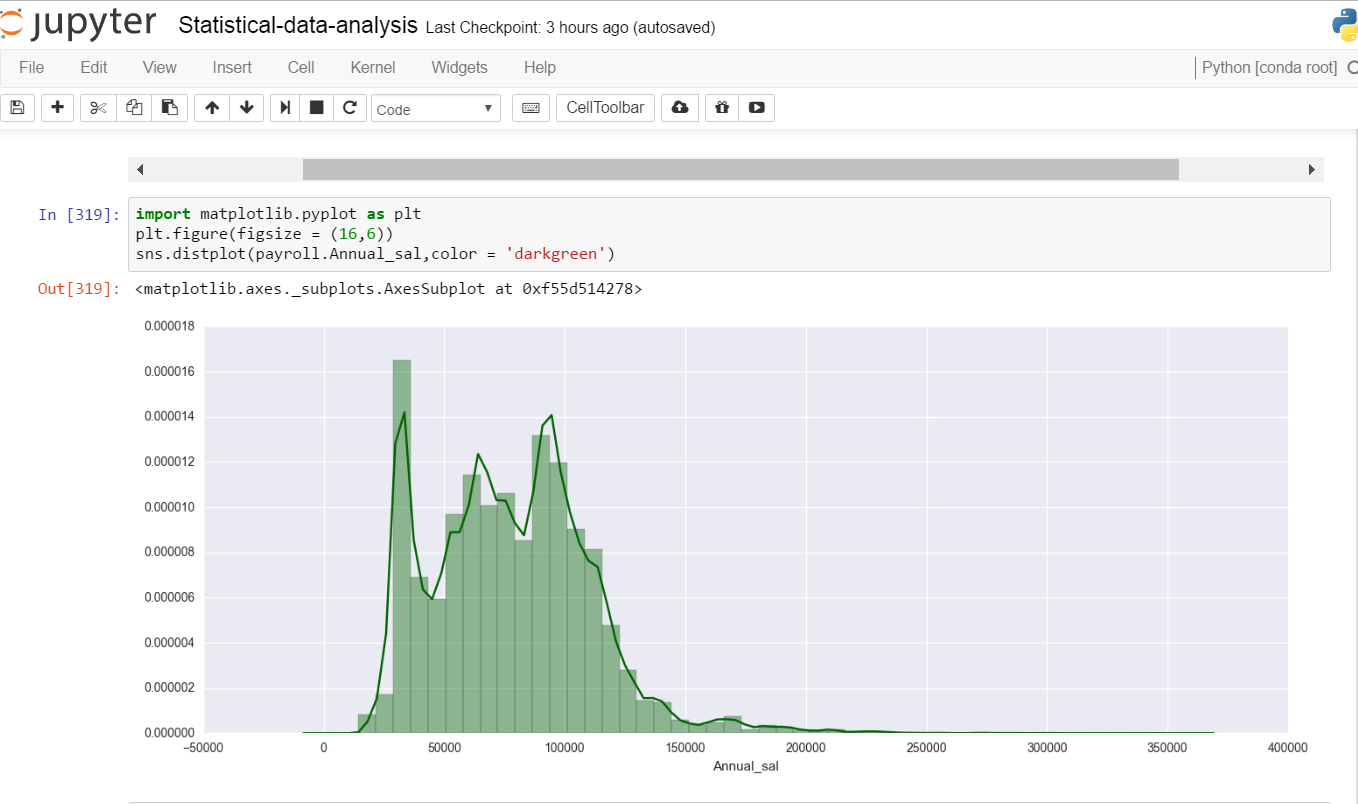 jupyter Statistical-data-analysis Last Checkpoint: 3 hours ago (autosaved)
File Edit View Insert Cell Kernel Widgets Help Python [conda root]
Code CellToolbar
In [319]: import matplotlib.pyplot as plt
plt.figure(figsize = (16,6))
sns.distplot(payroll.Annual_sal,color = 'darkgreen')
Out[319]: <matplotlib.axes._subplots.AxesSubplot at 0xf55d514278>
0.000018
0.000016
0.000014
0.000012
0.000010
0.000008
0.000006
0.000004
0.000002
0.000000
−50000 0 50000 100000 150000 200000 250000 300000 350000 400000
Annual_sal